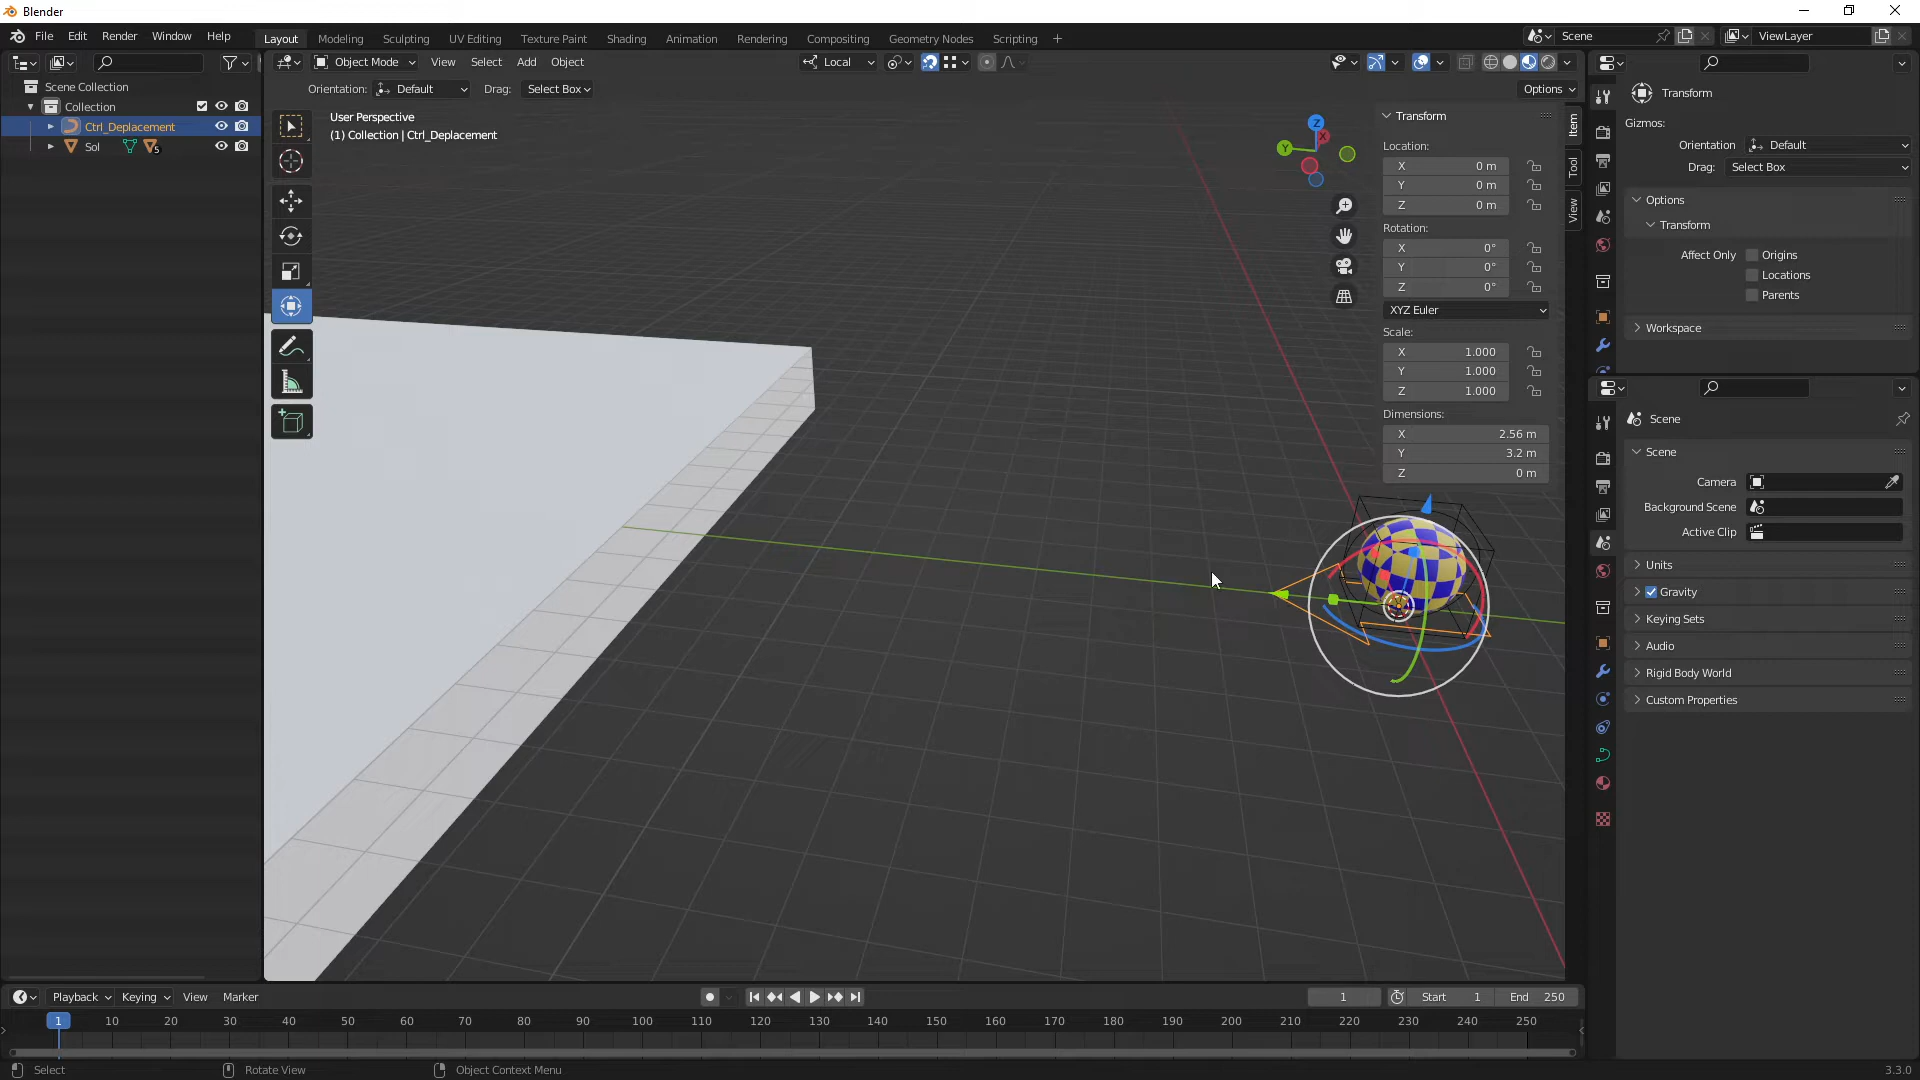 Blender
File Edit Render Window Help
Layout Modeling Sculpting UV Editing Texture Paint Shading Animation Rendering Compositing Geometry Nodes Scripting +
Scene
ViewLayer
Object Mode View Select Add Object
Local
Orientation: Default Drag: Select Box
Options
Scene Collection
Collection
Ctrl_Deplacement
Sol 5
User Perspective
(1) Collection | Ctrl_Deplacement
Z
X
Y
Transform
Location:
X 0 m
Y 0 m
Z 0 m
Rotation:
X 0°
Y 0°
Z 0°
XYZ Euler
Scale:
X 1.000
Y 1.000
Z 1.000
Dimensions:
X 2.56 m
Y 3.2 m
Z 0 m
Item
Tool
View
Transform
Gizmos:
Orientation Default
Drag: Select Box
Options
Transform
Affect Only Origins
Locations
Parents
Workspace
Scene
Scene
Camera
Background Scene
Active Clip
Units
Gravity
Keying Sets
Audio
Rigid Body World
Custom Properties
Playback Keying View Marker
1 Start 1 End 250
1 10 20 30 40 50 60 70 80 90 100 110 120 130 140 150 160 170 180 190 200 210 220 230 240 250
Select Rotate View Object Context Menu 3.3.0